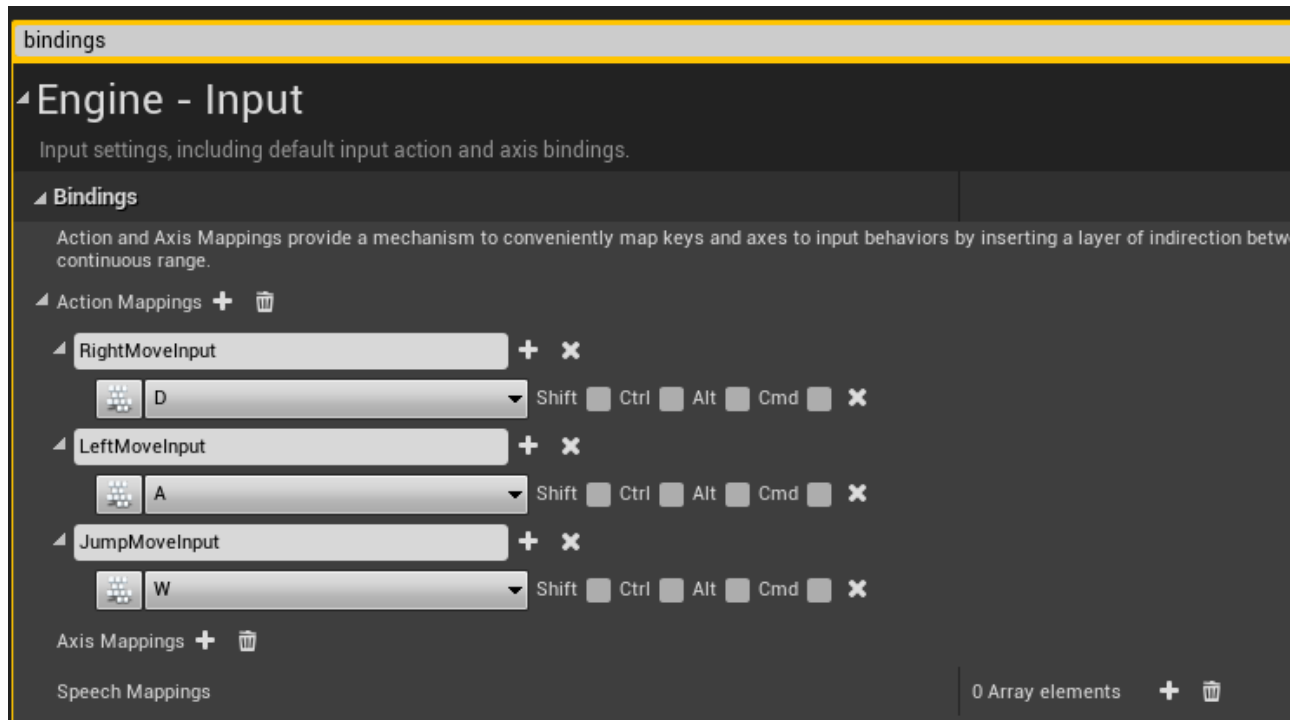 bindings
Engine - Input
Input settings, including default input action and axis bindings.
Bindings
Action and Axis Mappings provide a mechanism to conveniently map keys and axes to input behaviors by inserting a layer of indirection
continuous range.
Action Mappings
RightMoveInput
D Shift Ctrl Alt Cmd
LeftMoveInput
A Shift Ctrl Alt Cmd
JumpMoveInput
W Shift Ctrl Alt Cmd
Axis Mappings
Speech Mappings 0 Array elements